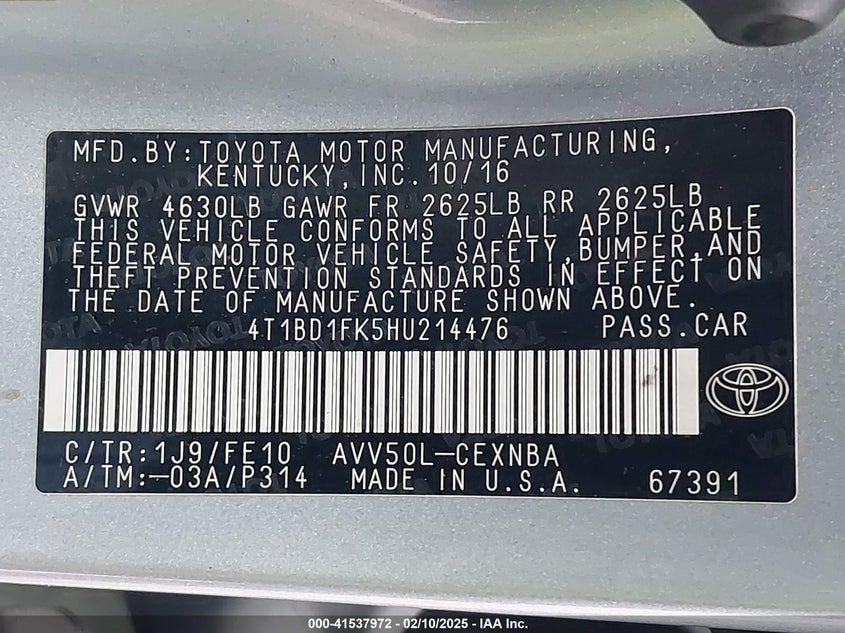 MFD.BY:TOYOTA MOTOR MANUFACTURING,
KENTUCKY,INC.10/16
GVWR 4630LB GAWR FR 2625LB RR 2625LB
THIS VEHICLE CONFORMS TO ALL APPLICABLE
FEDERAL MOTOR VEHICLE SAFETY,BUMPER,AND
THEFT PREVENTION STANDARDS IN EFFECT ON
THE DATE OF MANUFACTURE SHOWN ABOVE.
4T1BD1FK5HU214476 PASS.CAR
C/TR:1J9/FE10 AVV50L-CEXNBA
A/TM:-03A/P314 MADE IN U.S.A. 67391
000-41537972 — 02/10/2025 — IAA Inc.